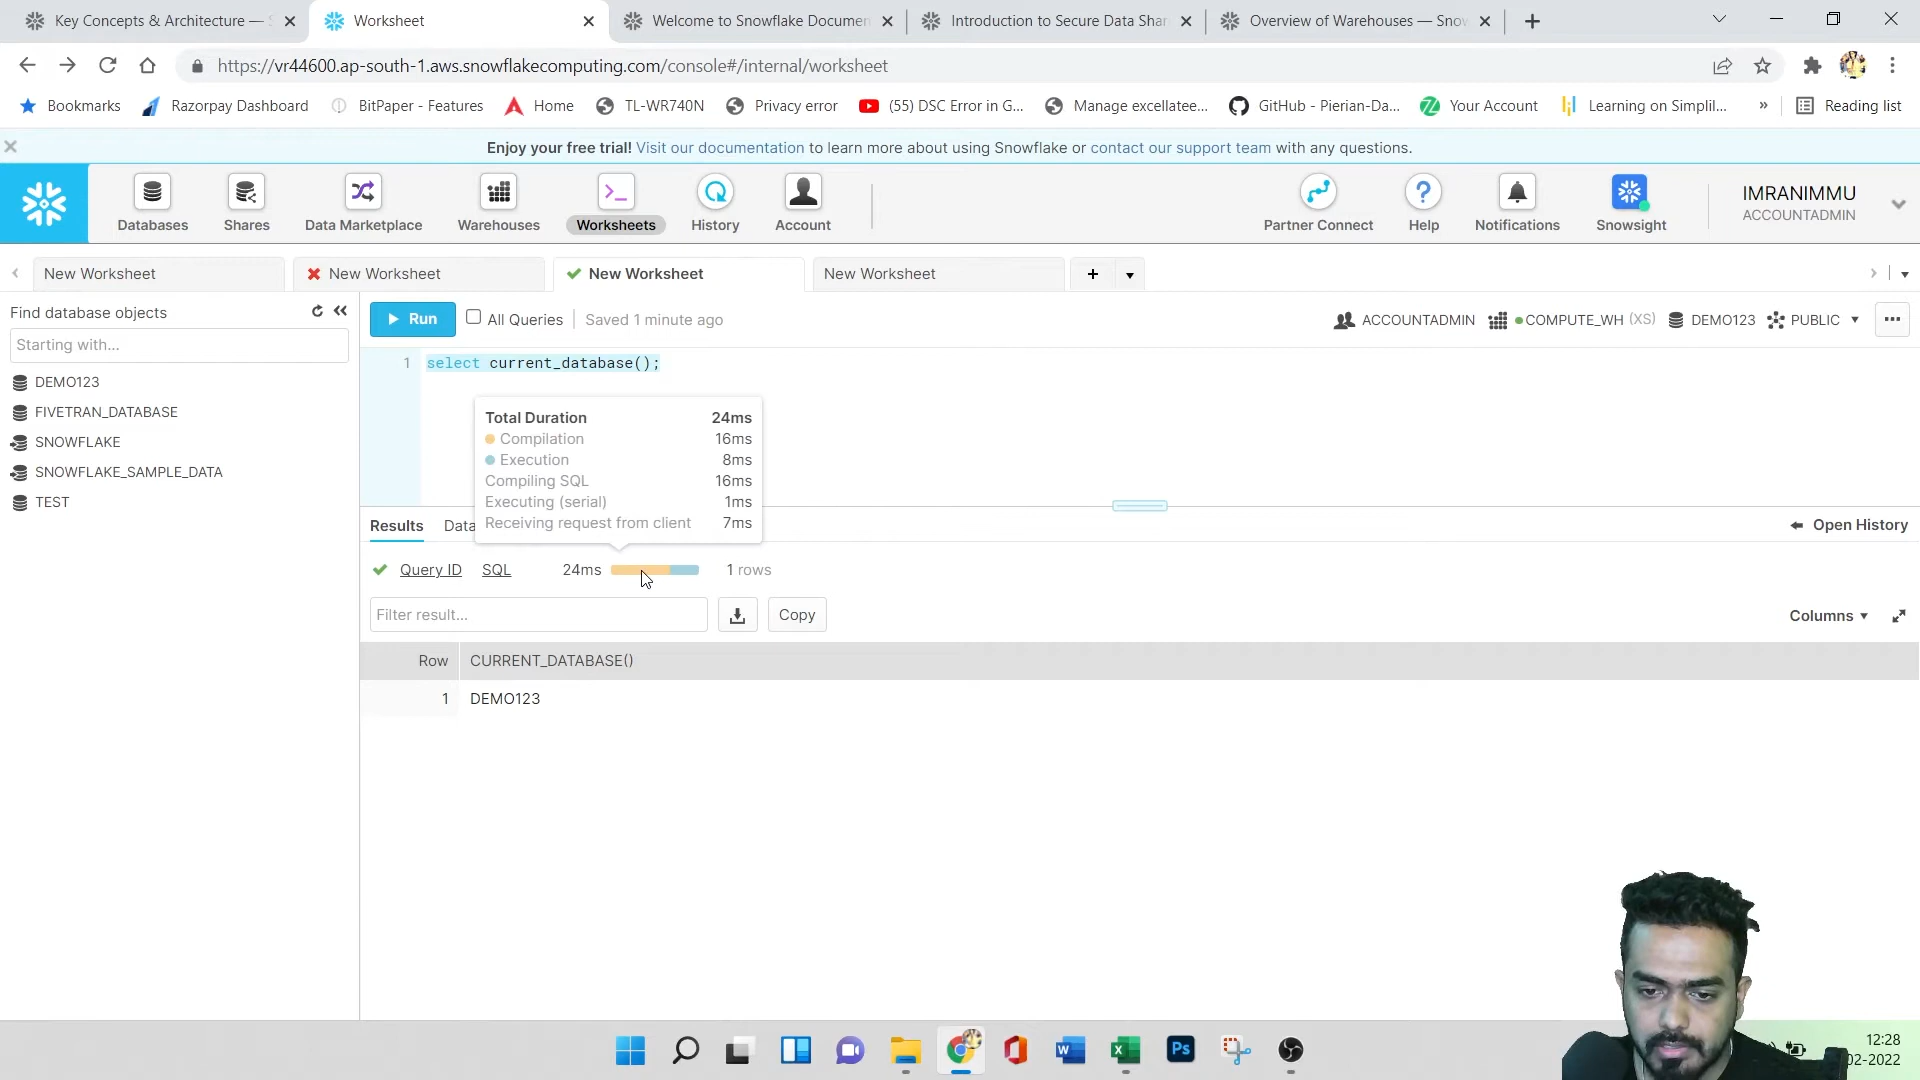 Key Concepts & Architecture —
Worksheet
Welcome to Snowflake Documen
Introduction to Secure Data Shar
Overview of Warehouses — Snow
https://vr44600.ap-south-1.aws.snowflakecomputing.com/console#/internal/worksheet
Bookmarks
Razorpay Dashboard
BitPaper - Features
Home
TL-WR740N
Privacy error
(55) DSC Error in G...
Manage excellatee...
GitHub - Pierian-Da...
Your Account
Learning on Simplil...
»
Reading list
Enjoy your free trial! Visit our documentation to learn more about using Snowflake or contact our support team with any questions.
Databases
Shares
Data Marketplace
Warehouses
Worksheets
History
Account
Partner Connect
Help
Notifications
Snowsight
IMRANIMMU
ACCOUNTADMIN
New Worksheet
New Worksheet
New Worksheet
New Worksheet
Find database objects
Starting with...
DEMO123
FIVETRAN_DATABASE
SNOWFLAKE
SNOWFLAKE_SAMPLE_DATA
TEST
Run
All Queries
Saved 1 minute ago
ACCOUNTADMIN
COMPUTE_WH (XS)
DEMO123
PUBLIC
1 select current_database();
Total Duration 24ms
Compilation 16ms
Execution 8ms
Compiling SQL 16ms
Executing (serial) 1ms
Receiving request from client 7ms
Results
Data
Open History
Query ID SQL 24ms 1 rows
Filter result...
Copy
Columns
Row CURRENT_DATABASE()
1 DEMO123
12:28
02-2022